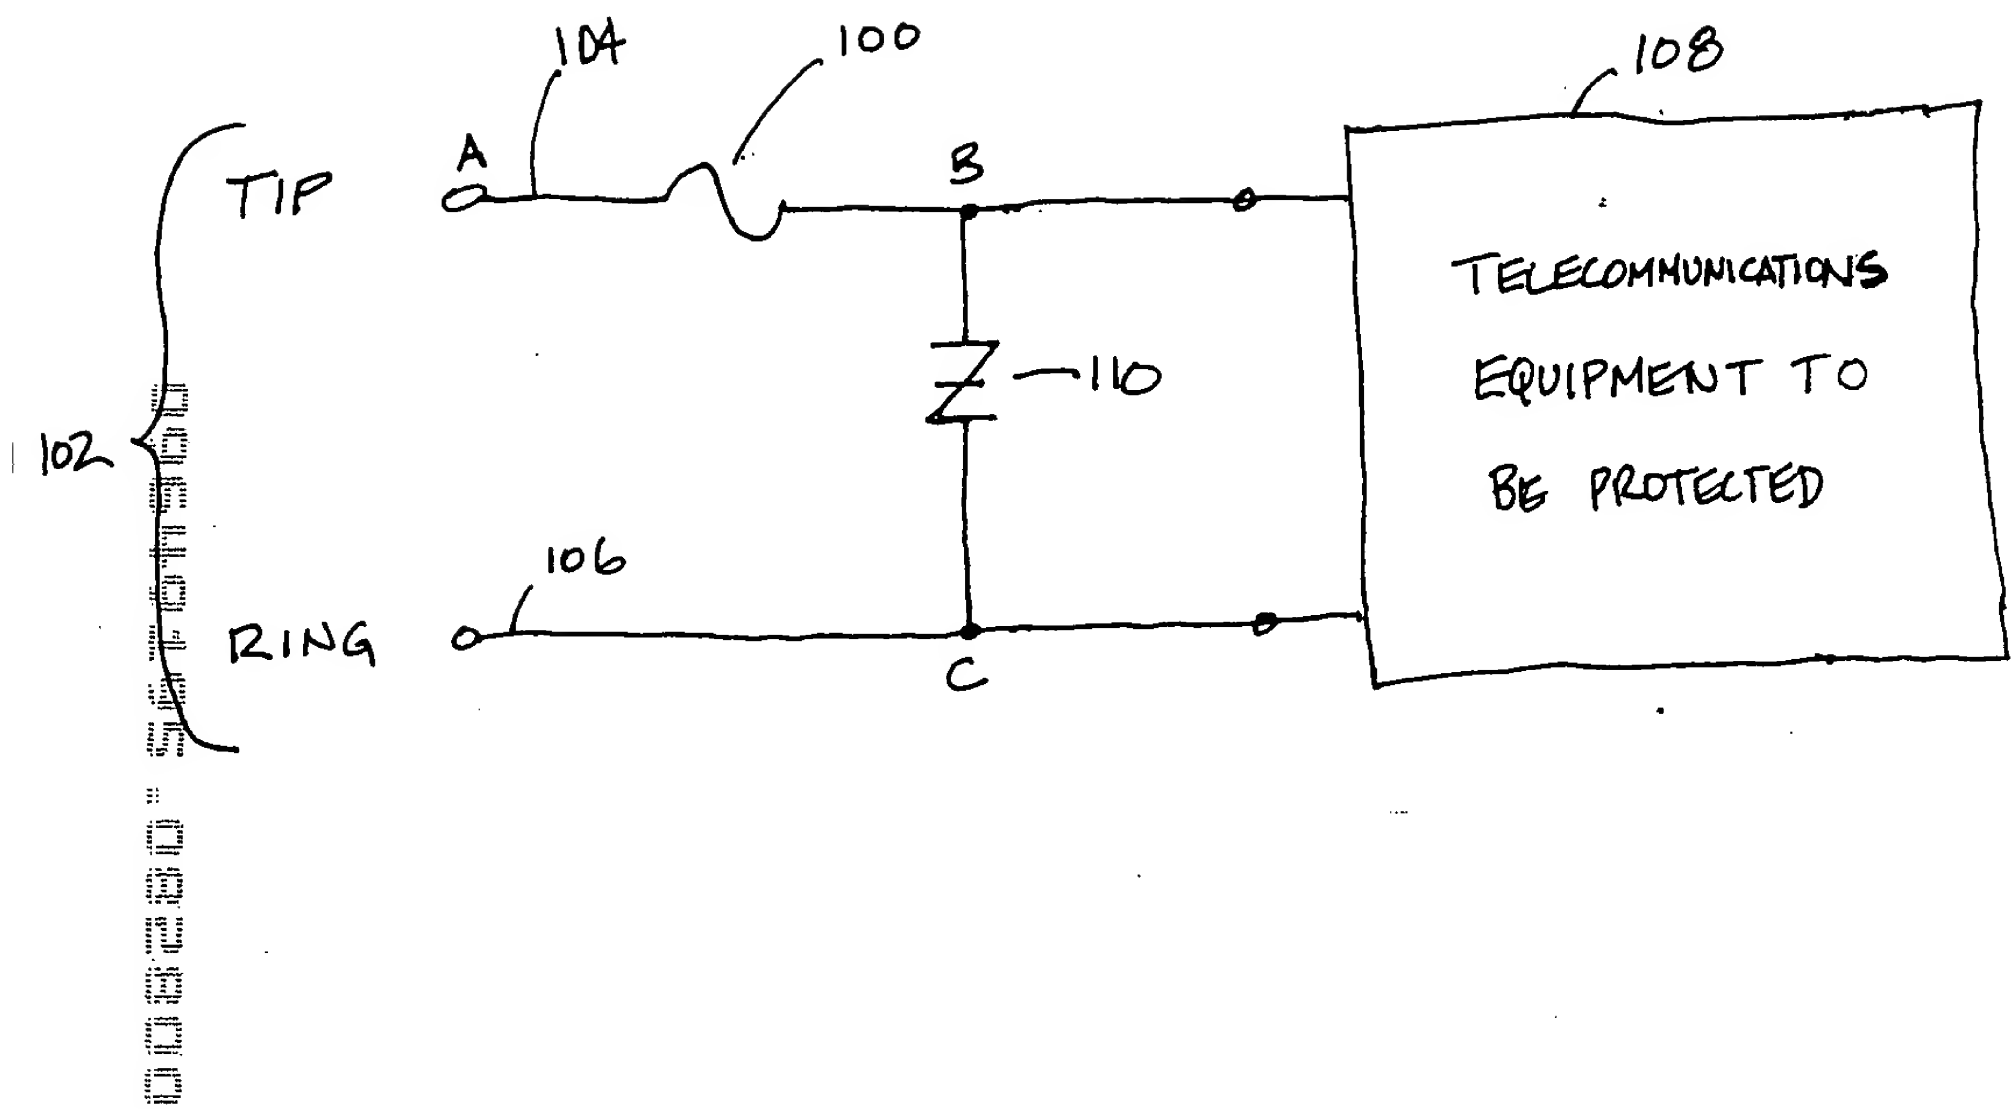 104
100
108
A
B
TIP
TELECOMMUNICATIONS
110
EQUIPMENT TO
102
BE PROTECTED
106
RING
C